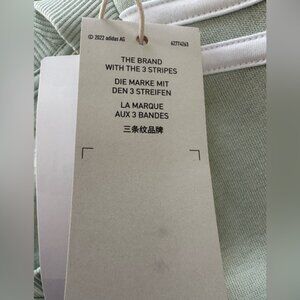 © 2022 adidas AG
62774263
THE BRAND
WITH THE 3 STRIPES
DIE MARKE MIT
DEN 3 STREIFEN
LA MARQUE
AUX 3 BANDES
三条纹品牌